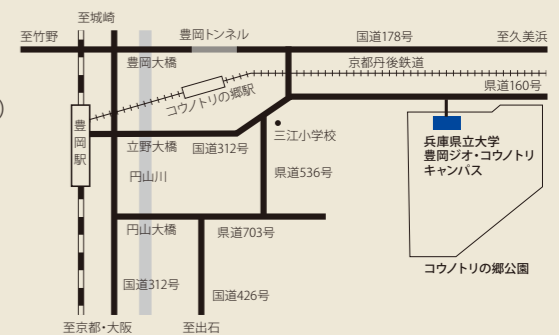 至城崎
至竹野
豊岡トンネル
国道178号
至久美浜
豊岡大橋
京都丹後鉄道
コウノトリの郷駅
県道160号
)
豊岡駅
立野大橋
国道312号
三江小学校
兵庫県立大学
豊岡ジオ・コウノトリ
キャンパス
円山川
県道536号
円山大橋
県道703号
コウノトリの郷公園
国道312号
国道426号
至京都・大阪
至出石